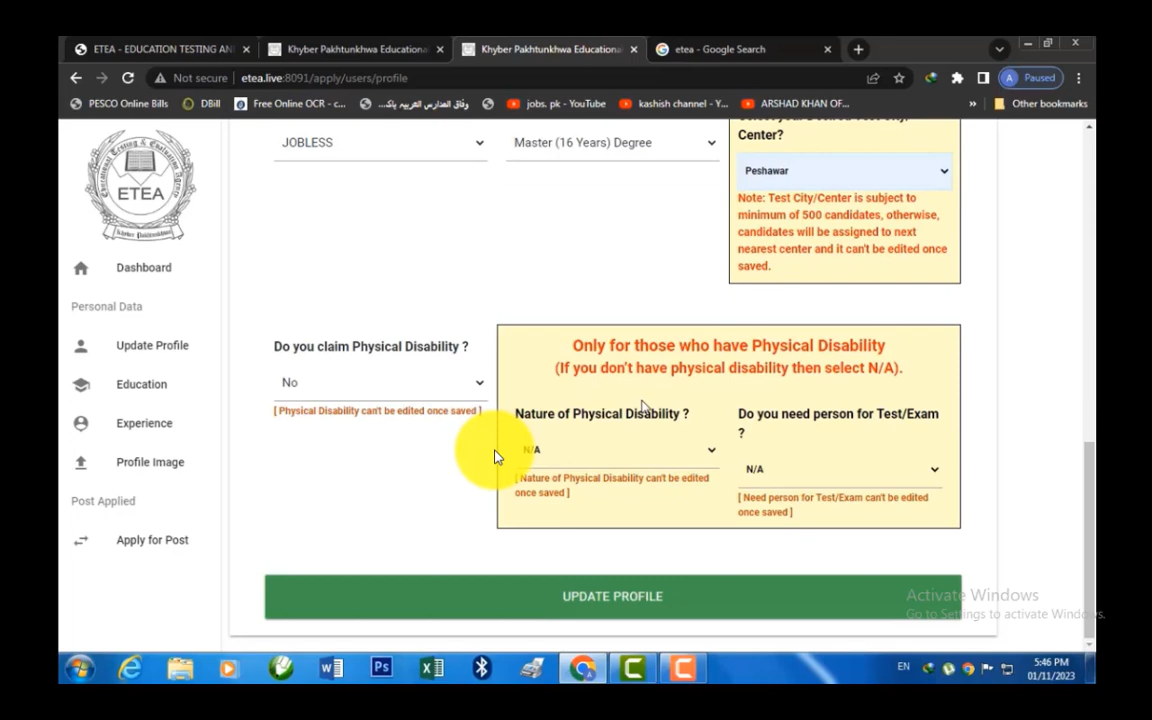 ETEA - EDUCATION TESTING AN
Khyber Pakhtunkhwa Educational
Khyber Pakhtunkhwa Educational
etea - Google Search
Not secure
etea.live:8091/apply/users/profile
A Paused
PESCO Online Bills
DBill
Free Online OCR - c...
وفاق المدارس العربیہ پاک...
jobs. pk - YouTube
kashish channel - Y...
ARSHAD KHAN OF...
»
Other bookmarks
ETEA
Dashboard
Personal Data
Update Profile
Education
Experience
Profile Image
Post Applied
Apply for Post
JOBLESS
Master (16 Years) Degree
Center?
Peshawar
Note: Test City/Center is subject to
minimum of 500 candidates, otherwise,
candidates will be assigned to next
nearest center and it can't be edited once
saved.
Do you claim Physical Disability ?
No
[ Physical Disability can't be edited once saved ]
Only for those who have Physical Disability
(If you don't have physical disability then select N/A).
Nature of Physical Disability ?
N/A
[ Nature of Physical Disability can't be edited
once saved ]
Do you need person for Test/Exam
?
N/A
[ Need person for Test/Exam can't be edited
once saved ]
UPDATE PROFILE
Activate Windows
Go to Settings to activate Windows.
EN
5:46 PM
01/11/2023